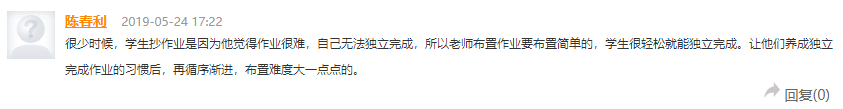 陈春利 2019-05-24 17:22
很少时候，学生抄作业是因为他觉得作业很难，自己无法独立完成，所以老师布置作业要布置简单的，学生很轻松就能独立完成。让他们养成独立
完成作业的习惯后，再循序渐进，布置难度大一点点的。
回复(0)